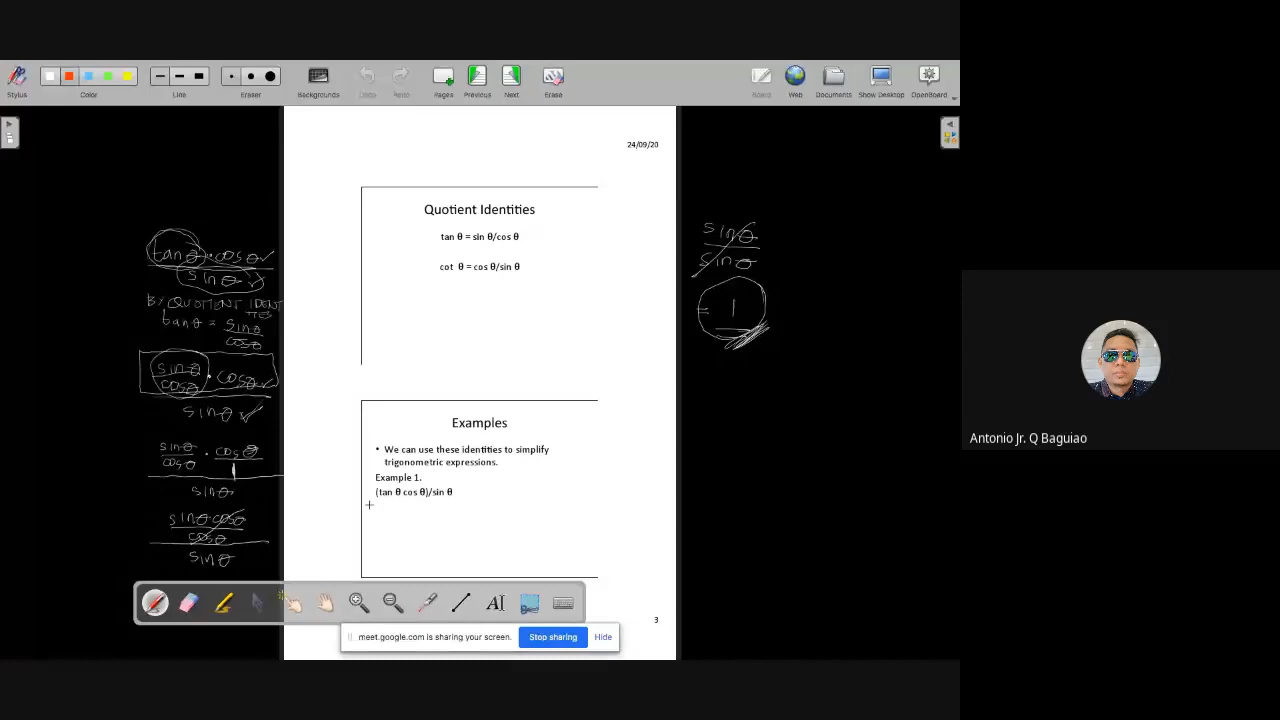 Stylus
Color
Line
Eraser
Backgrounds
Undo
Redo
Pages
Previous
Next
Erase
Board
Web
Documents
Show Desktop
OpenBoard
24/09/20
Quotient Identities
tan θ = sin θ/cos θ
cot θ = cos θ/sin θ
Examples
• We can use these identities to simplify
trigonometric expressions.
Example 1.
(tan θ cos θ)/sin θ
3
tanθ · cosθ
sinθ
BY QUOTIENT IDENTI
TIES
tanθ = sinθ
cosθ
sinθ
cosθ · cosθ
sinθ
sinθ · cosθ
cosθ 1
sinθ
sinθ cosθ
cosθ
sinθ
sinθ
sinθ
= 1
meet.google.com is sharing your screen.
Stop sharing
Hide
Antonio Jr. Q Baguiao